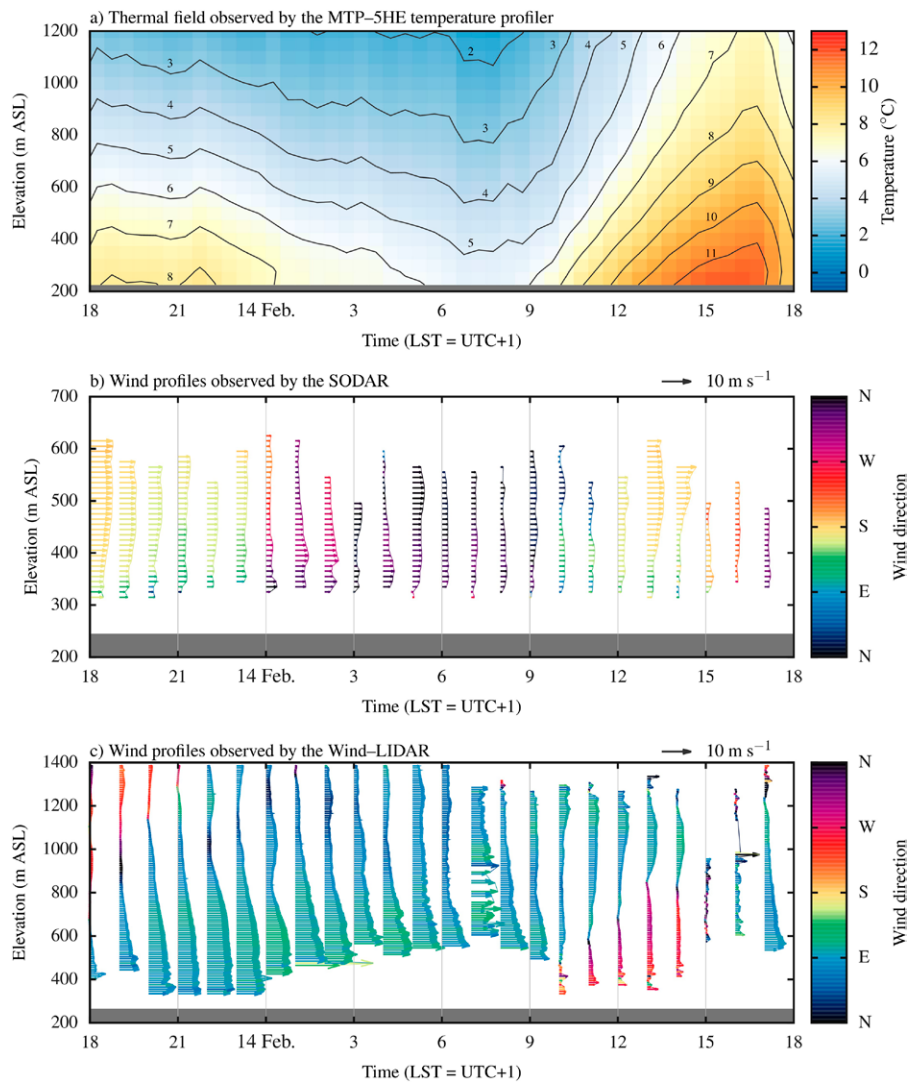 a) Thermal field observed by the MTP–5HE temperature profiler
1200
1000
800
600
400
200
Elevation (m ASL)
3
4
5
6
7
8
2
3
4
5
3
4
5
6
7
8
9
10
11
18
21
14 Feb.
3
6
9
12
15
18
Time (LST = UTC+1)
12
10
8
6
4
2
0
Temperature (°C)
b) Wind profiles observed by the SODAR
10 m s−1
700
600
500
400
300
200
Elevation (m ASL)
18
21
14 Feb.
3
6
9
12
15
18
Time (LST = UTC+1)
N
W
S
E
N
Wind direction
c) Wind profiles observed by the Wind–LIDAR
10 m s−1
1400
1200
1000
800
600
400
200
Elevation (m ASL)
18
21
14 Feb.
3
6
9
12
15
18
Time (LST = UTC+1)
N
W
S
E
N
Wind direction